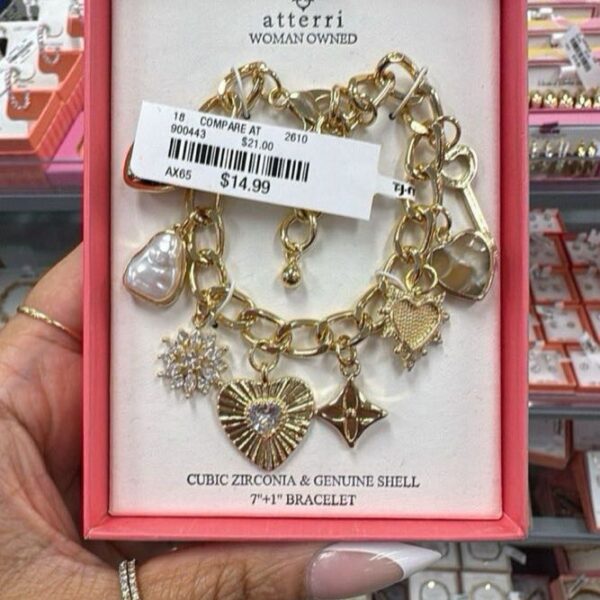 atterri
WOMAN OWNED
18 COMPARE AT 2610
900443 $21.00
AX65 $14.99
CUBIC ZIRCONIA & GENUINE SHELL
7"+1" BRACELET